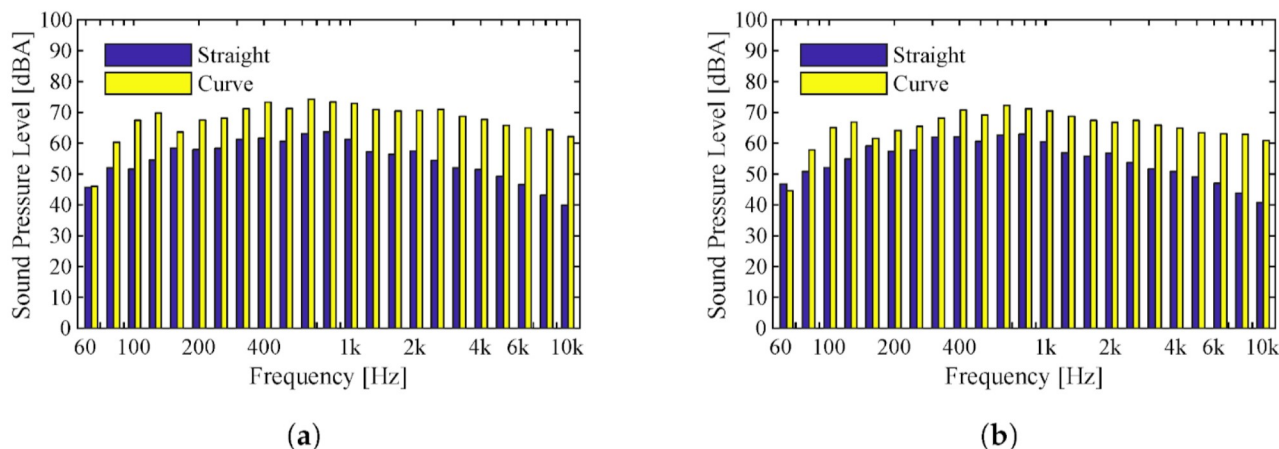 100
90
80
70
60
50
40
30
20
10
0
Sound Pressure Level [dBA]
Straight
Curve
60 100 200 400 1k 2k 4k 6k 10k
Frequency [Hz]
(a)
100
90
80
70
60
50
40
30
20
10
0
Sound Pressure Level [dBA]
Straight
Curve
60 100 200 400 1k 2k 4k 6k 10k
Frequency [Hz]
(b)